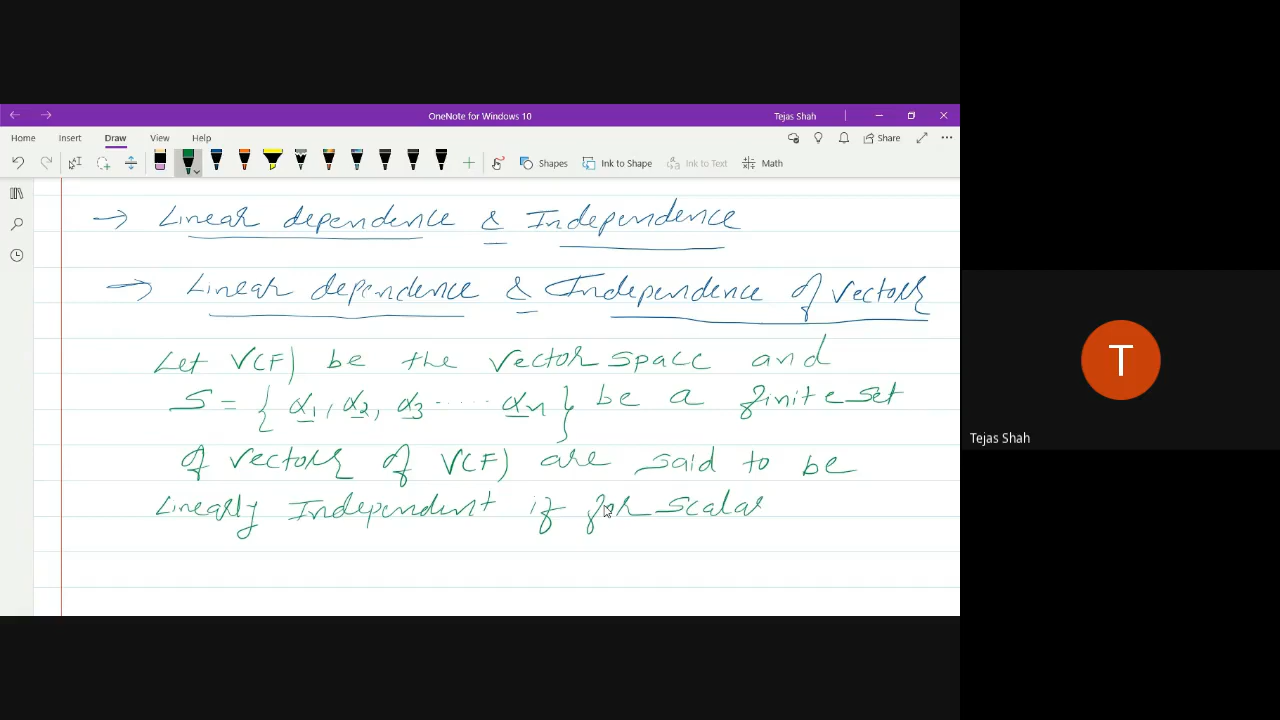 OneNote for Windows 10
Tejas Shah
Home Insert Draw View Help
Share
Shapes Ink to Shape Ink to Text Math
→ Linear dependence & Independence
→ Linear dependence & Independence of vectors
Let V(F) be the vector space and
S = { α1, α2, α3 ..... αn } be a finite set
of vectors of V(F) are said to be
Linearly Independent if for scalar
T
Tejas Shah